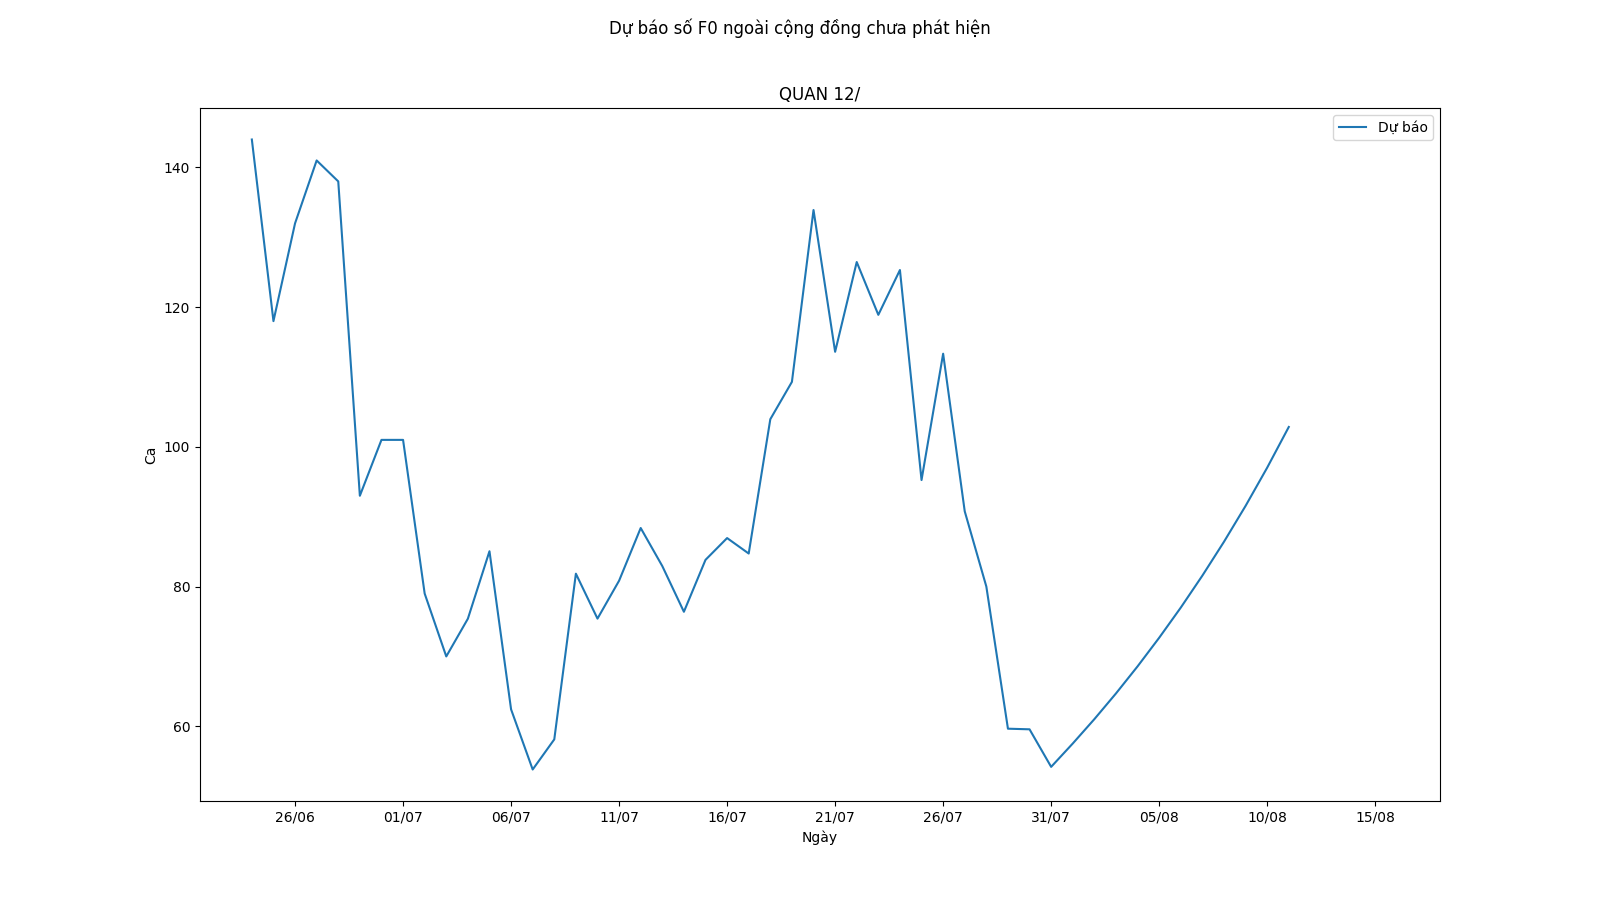 Dự báo số F0 ngoài cộng đồng chưa phát hiện
QUAN 12/
Dự báo
140
120
100
80
60
Ca
26/06 01/07 06/07 11/07 16/07 21/07 26/07 31/07 05/08 10/08 15/08
Ngày